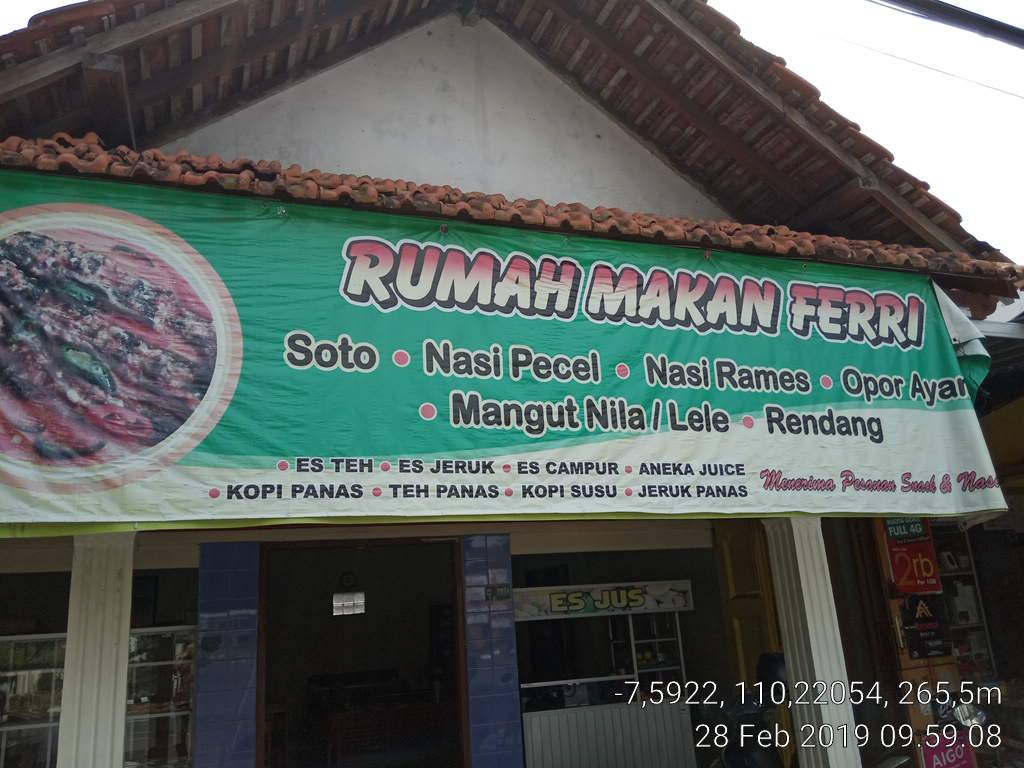 RUMAH MAKAN FERRI
Soto • Nasi Pecel • Nasi Rames • Opor Ayam
• Mangut Nila / Lele • Rendang
• ES TEH • ES JERUK • ES CAMPUR • ANEKA JUICE
• KOPI PANAS • TEH PANAS • KOPI SUSU • JERUK PANAS
Menerima Pesanan Snack & Nasi
ES JUS
FULL 4G
2rb
-7,5922, 110,22054, 265,5m
28 Feb 2019 09.59.08
AIGO